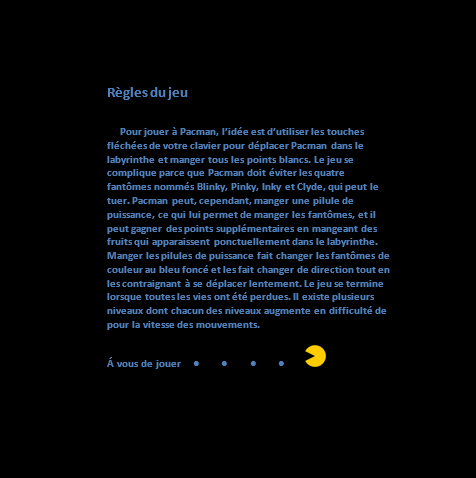 Règles du jeu
Pour jouer à Pacman, l'idée est d'utiliser les touches
fléchées de votre clavier pour déplacer Pacman dans le
labyrinthe et manger tous les points blancs. Le jeu se
complique parce que Pacman doit éviter les quatre
fantômes nommés Blinky, Pinky, Inky et Clyde, qui peut le
tuer. Pacman peut, cependant, manger une pilule de
puissance, ce qui lui permet de manger les fantômes, et il
peut gagner des points supplémentaires en mangeant des
fruits qui apparaissent ponctuellement dans le labyrinthe.
Manger les pilules de puissance fait changer les fantômes de
couleur au bleu foncé et les fait changer de direction tout en
les contraignant à se déplacer lentement. Le jeu se termine
lorsque toutes les vies ont été perdues. Il existe plusieurs
niveaux dont chacun des niveaux augmente en difficulté de
pour la vitesse des mouvements.
Á vous de jouer